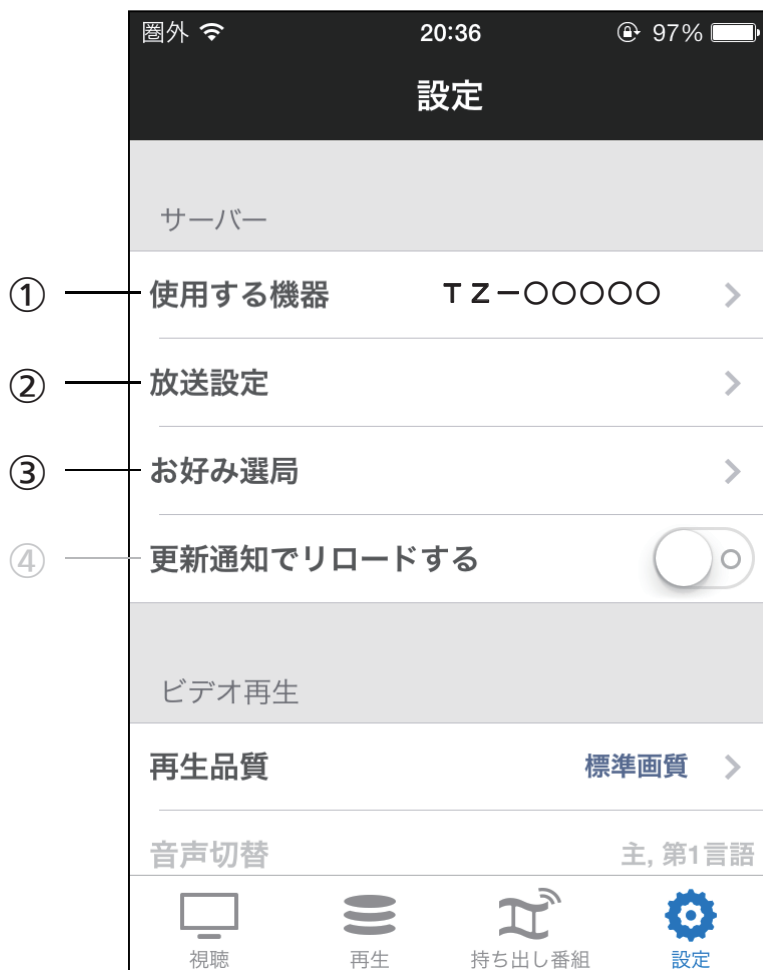 圏外 20:36 97%
設定
サーバー
① 使用する機器 TZ-○○○○○
② 放送設定
③ お好み選局
④ 更新通知でリロードする
ビデオ再生
再生品質 標準画質
音声切替 主, 第1言語
視聴 再生 持ち出し番組 設定